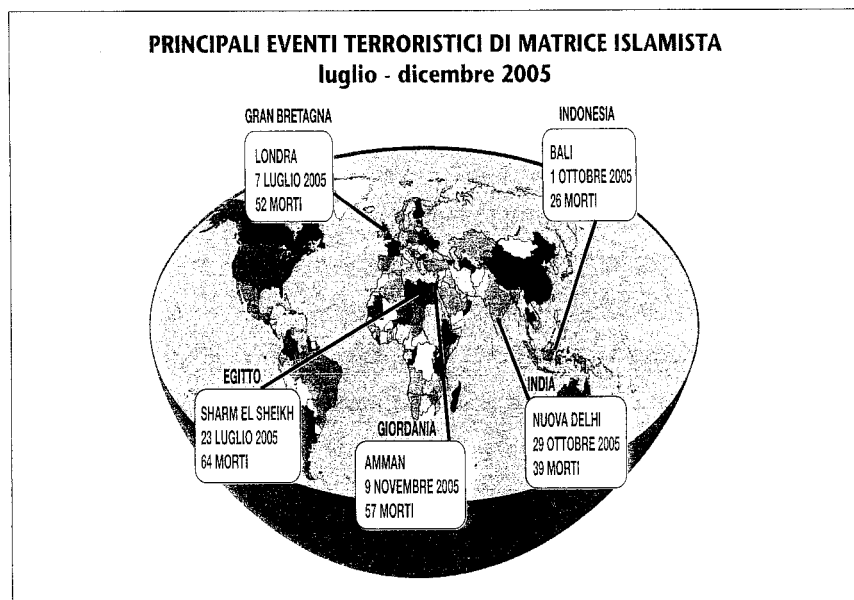 PRINCIPALI EVENTI TERRORISTICI DI MATRICE ISLAMISTA
luglio - dicembre 2005
GRAN BRETAGNA
LONDRA
7 LUGLIO 2005
52 MORTI
INDONESIA
BALI
1 OTTOBRE 2005
26 MORTI
EGITTO
SHARM EL SHEIKH
23 LUGLIO 2005
64 MORTI
GIORDANIA
AMMAN
9 NOVEMBRE 2005
57 MORTI
INDIA
NUOVA DELHI
29 OTTOBRE 2005
39 MORTI